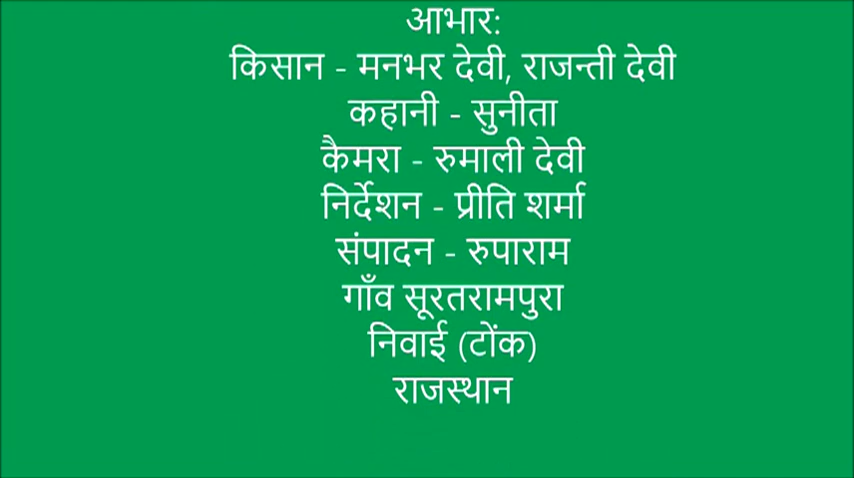 आभार:
किसान - मनभर देवी, राजन्ती देवी
कहानी - सुनीता
कैमरा - रुमाली देवी
निर्देशन - प्रीति शर्मा
संपादन - रुपाराम
गाँव सूरतरामपुरा
निवाई (टोंक)
राजस्थान